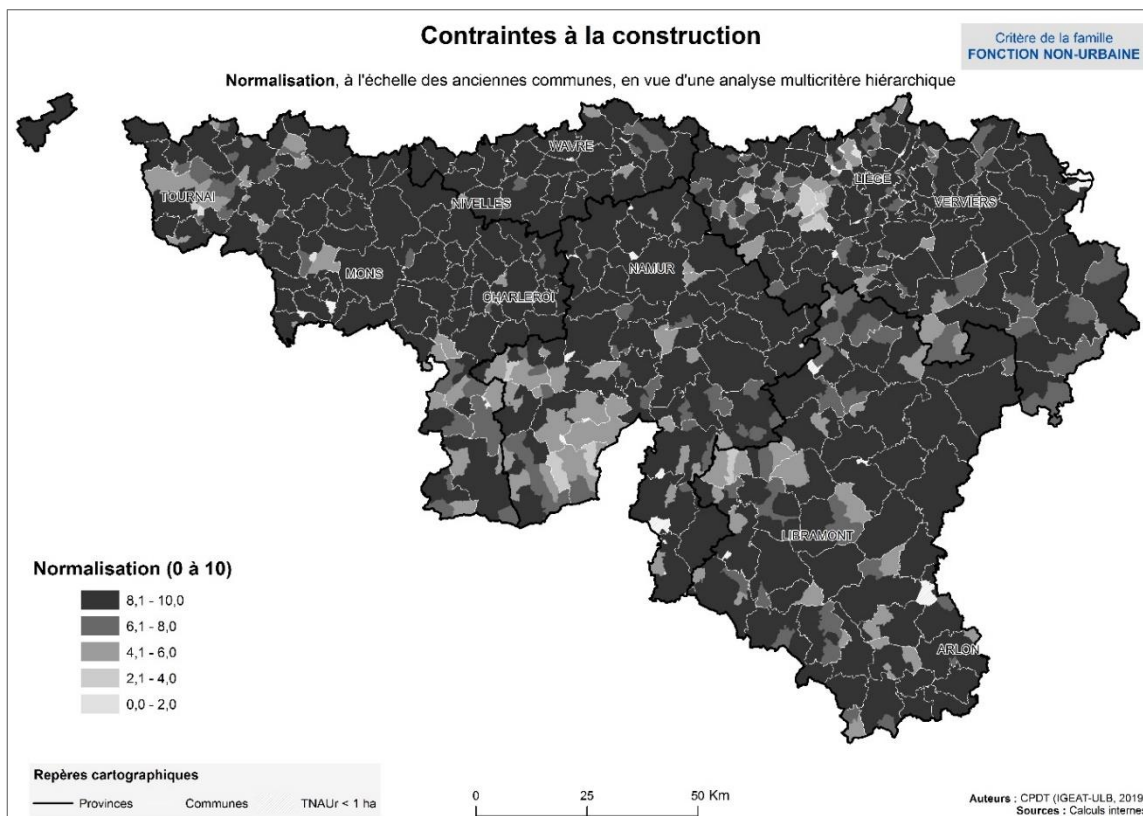 Contraintes à la construction
Critère de la famille
FONCTION NON-URBAINE
Normalisation, à l'échelle des anciennes communes, en vue d'une analyse multicritère hiérarchique
WAVRE
TOURNAI
NIVELLES
LIÈGE
VERVIERS
MONS
NAMUR
CHARLEROI
LIBRAMONT
ARLON
Normalisation (0 à 10)
8,1 - 10,0
6,1 - 8,0
4,1 - 6,0
2,1 - 4,0
0,0 - 2,0
Repères cartographiques
Provinces Communes TNAUr < 1 ha
0 25 50 Km
Auteurs : CPDT (IGEAT-ULB, 2019
Sources : Calculs internes